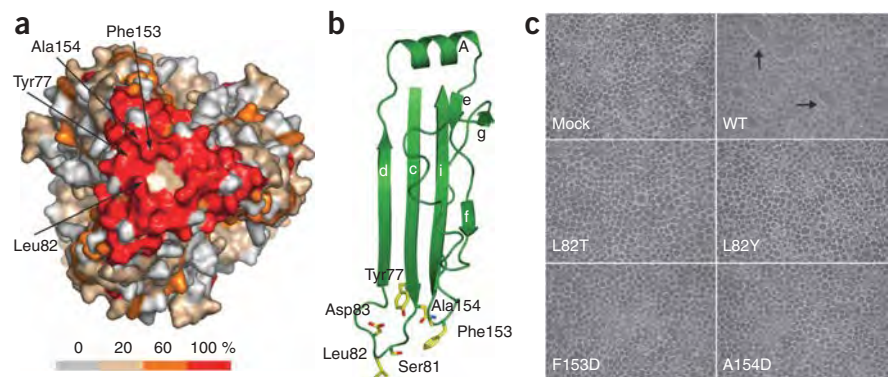 a
Phe153
Ala154
Tyr77
Leu82
0 20 60 100 %
b
A
e
g
d
c
i
f
Tyr77
Asp83
Ala154
Phe153
Leu82
Ser81
c
Mock
WT
L82T
L82Y
F153D
A154D